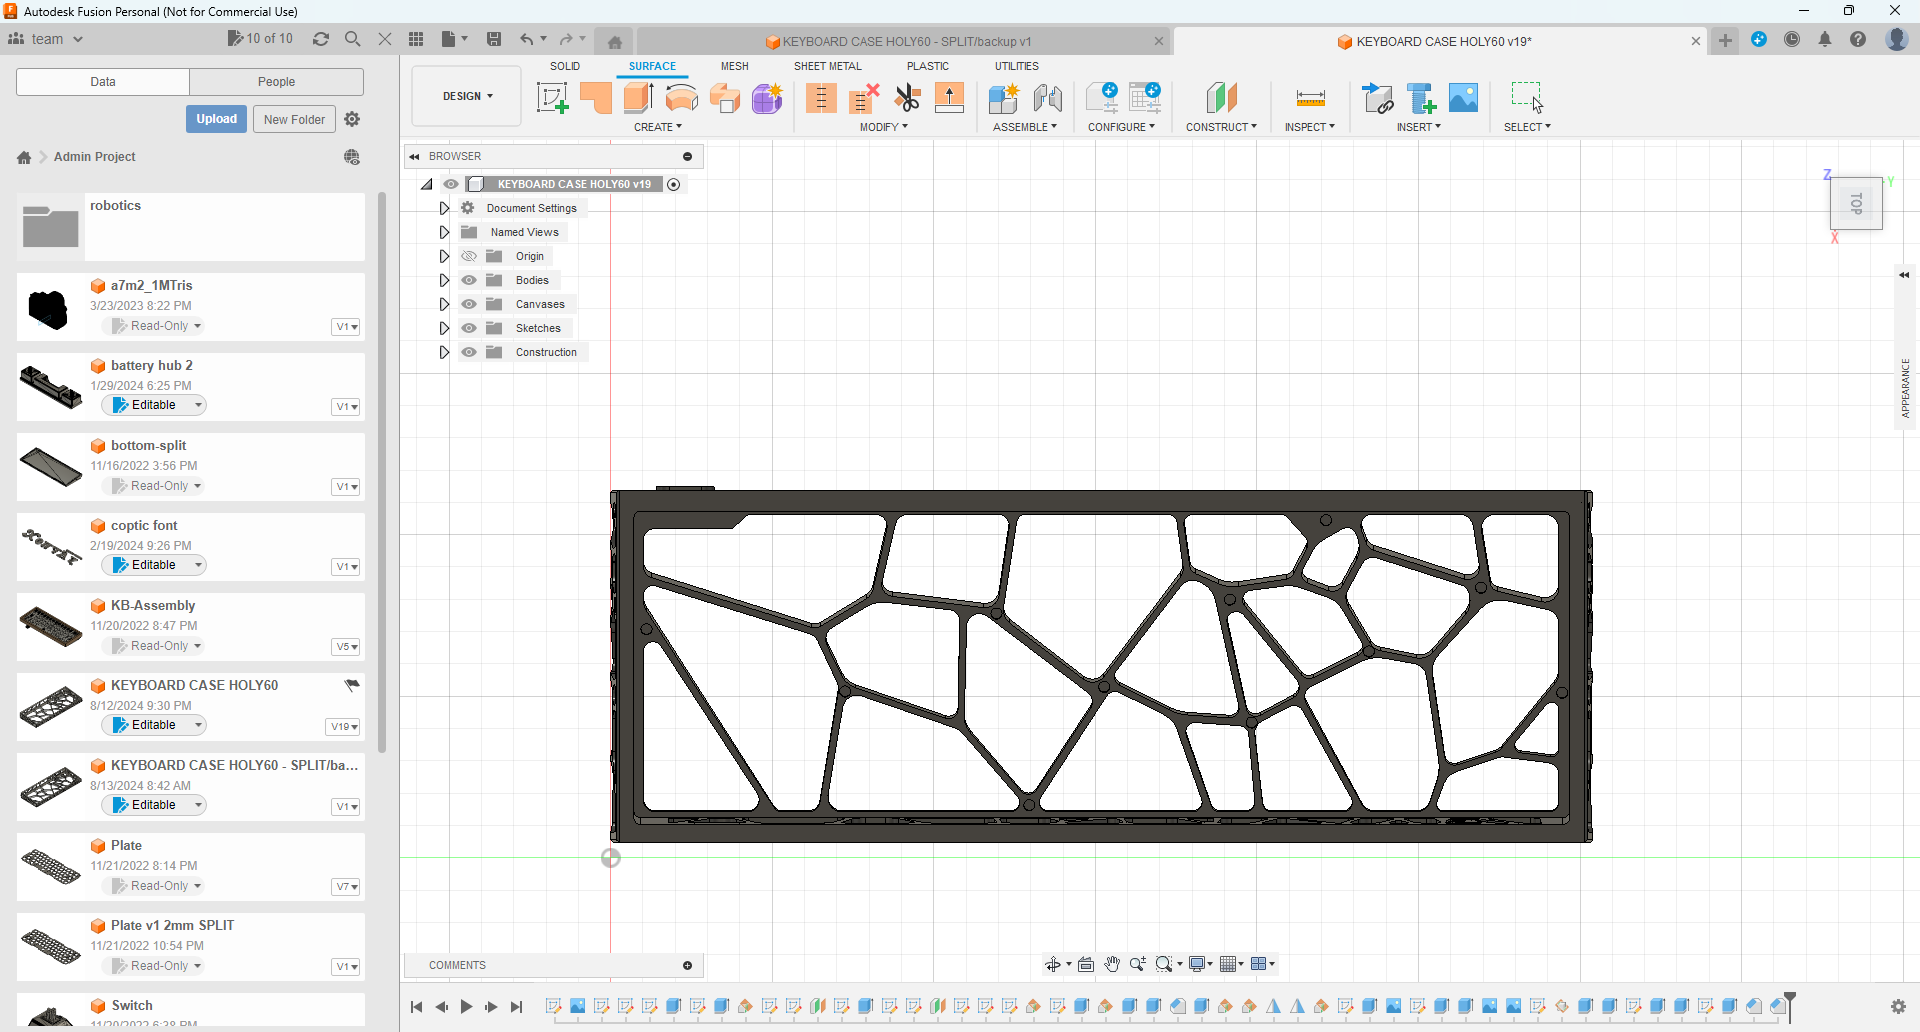 Autodesk Fusion Personal (Not for Commercial Use)
team
10 of 10
KEYBOARD CASE HOLY60 - SPLIT/backup v1
KEYBOARD CASE HOLY60 v19*
Data
People
Upload
New Folder
Admin Project
robotics
a7m2_1MTris
3/23/2023 8:22 PM
Read-Only
V1
battery hub 2
1/29/2024 6:25 PM
Editable
V1
bottom-split
11/16/2022 3:56 PM
Read-Only
V1
coptic font
2/19/2024 9:26 PM
Editable
V1
KB-Assembly
11/20/2022 8:47 PM
Read-Only
V5
KEYBOARD CASE HOLY60
8/12/2024 9:30 PM
Editable
V19
KEYBOARD CASE HOLY60 - SPLIT/ba...
8/13/2024 8:42 AM
Editable
V1
Plate
11/21/2022 8:14 PM
Read-Only
V7
Plate v1 2mm SPLIT
11/21/2022 10:54 PM
Read-Only
V1
Switch
11/20/2022 6:38 PM
DESIGN
SOLID
SURFACE
MESH
SHEET METAL
PLASTIC
UTILITIES
CREATE
MODIFY
ASSEMBLE
CONFIGURE
CONSTRUCT
INSPECT
INSERT
SELECT
BROWSER
KEYBOARD CASE HOLY60 v19
Document Settings
Named Views
Origin
Bodies
Canvases
Sketches
Construction
Z
Y
TOP
X
APPEARANCE
COMMENTS